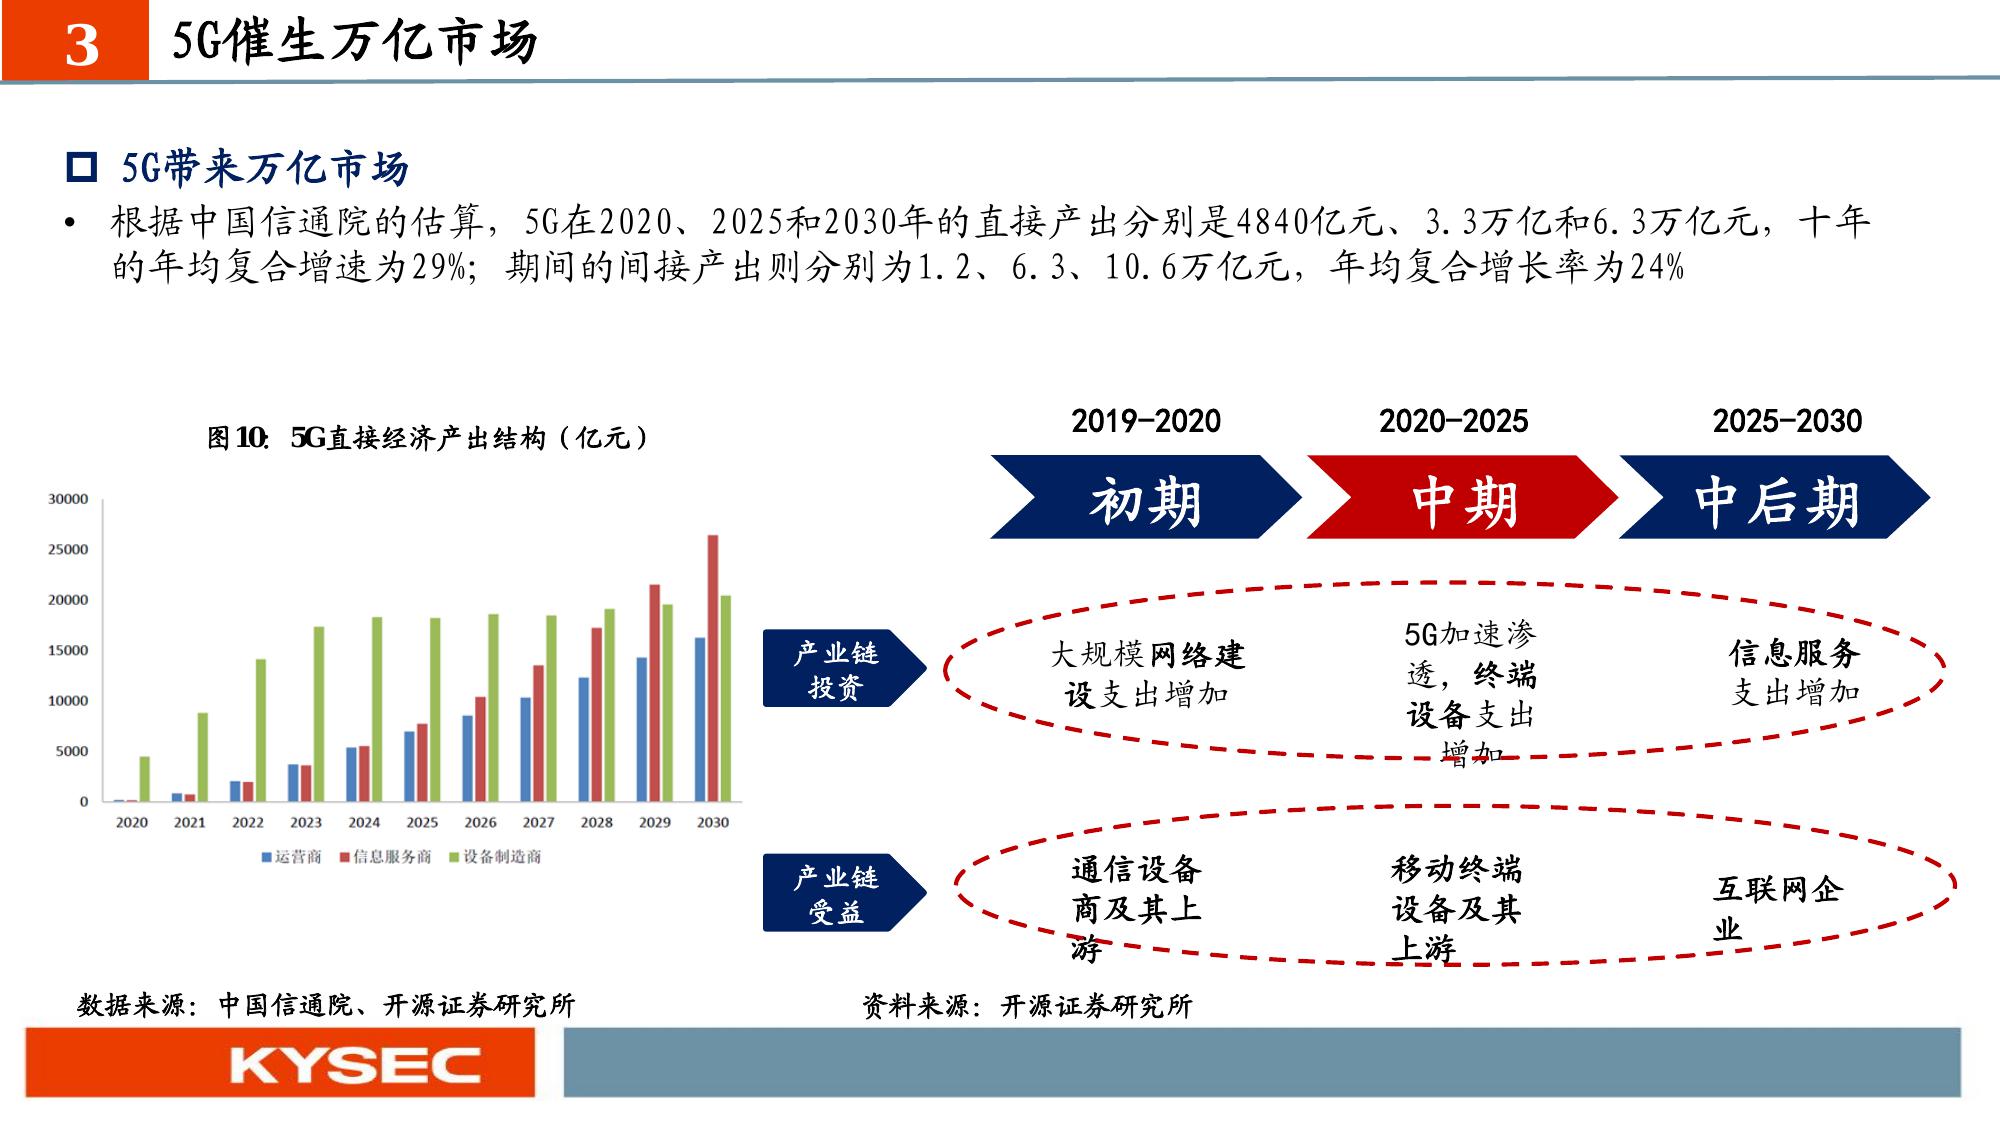 3
5G催生万亿市场
5G带来万亿市场
• 根据中国信通院的估算，5G在2020、2025和2030年的直接产出分别是4840亿元、3.3万亿和6.3万亿元，十年
的年均复合增速为29%；期间的间接产出则分别为1.2、6.3、10.6万亿元，年均复合增长率为24%
图10：5G直接经济产出结构（亿元）
30000
25000
20000
15000
10000
5000
0
2020 2021 2022 2023 2024 2025 2026 2027 2028 2029 2030
运营商 信息服务商 设备制造商
2019-2020 2020-2025 2025-2030
初期 中期 中后期
产业链
投资
大规模网络建
设支出增加
5G加速渗
透，终端
设备支出
增加
信息服务
支出增加
产业链
受益
通信设备
商及其上
游
移动终端
设备及其
上游
互联网企
业
数据来源：中国信通院、开源证券研究所
资料来源：开源证券研究所
KYSEC